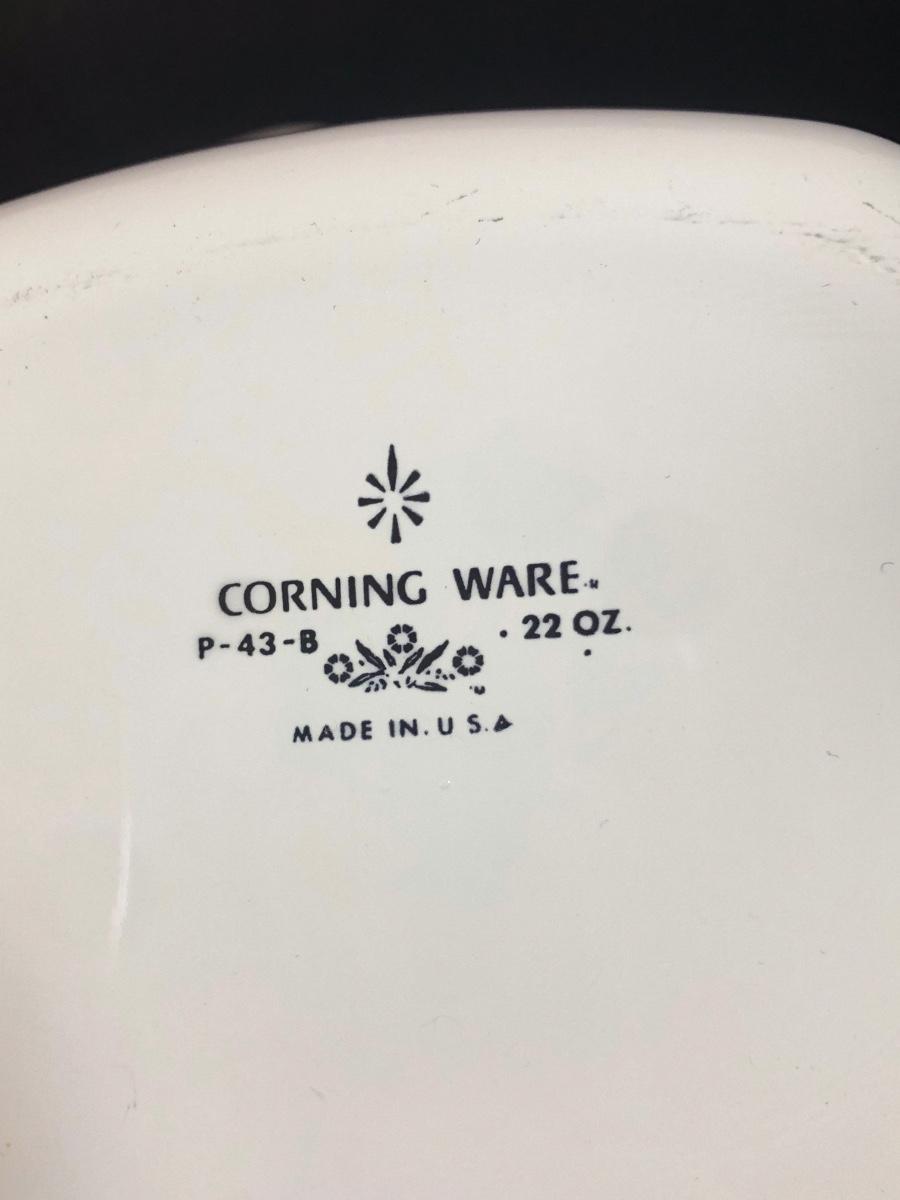 CORNING WARE
P-43-B · 22 OZ.
MADE IN. U S.A